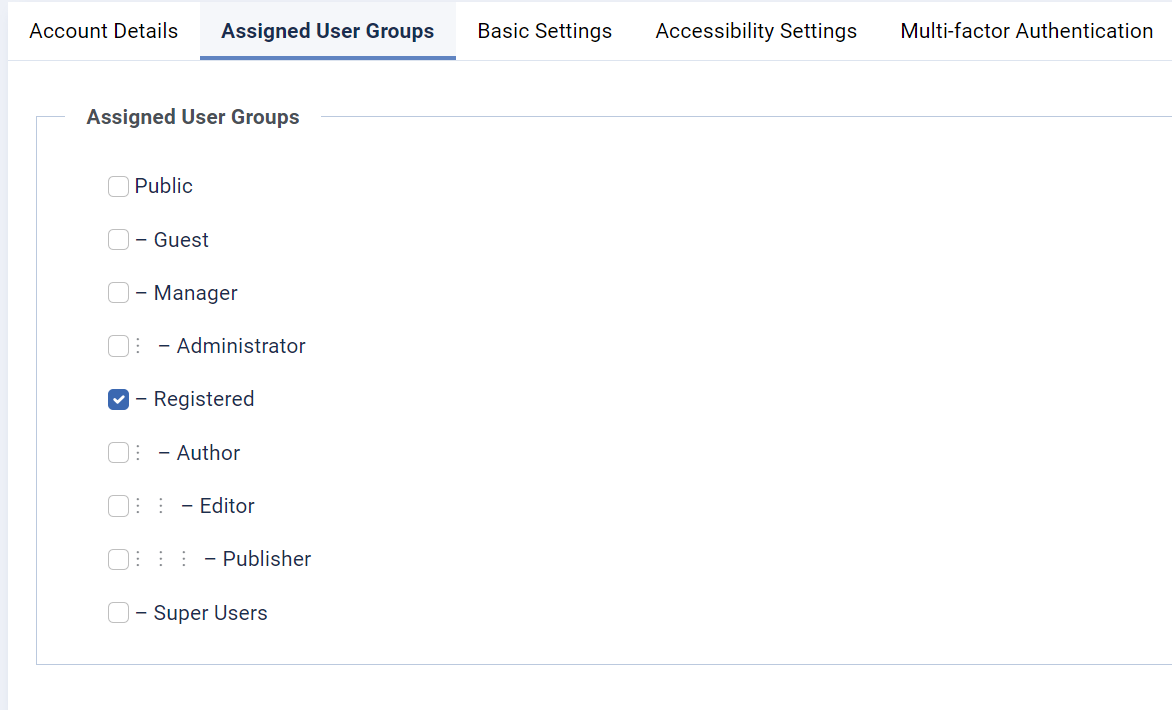 Account Details Assigned User Groups Basic Settings Accessibility Settings Multi-factor Authentication
Assigned User Groups
Public
– Guest
– Manager
⋮ – Administrator
– Registered
⋮ – Author
⋮ ⋮ – Editor
⋮ ⋮ ⋮ – Publisher
– Super Users